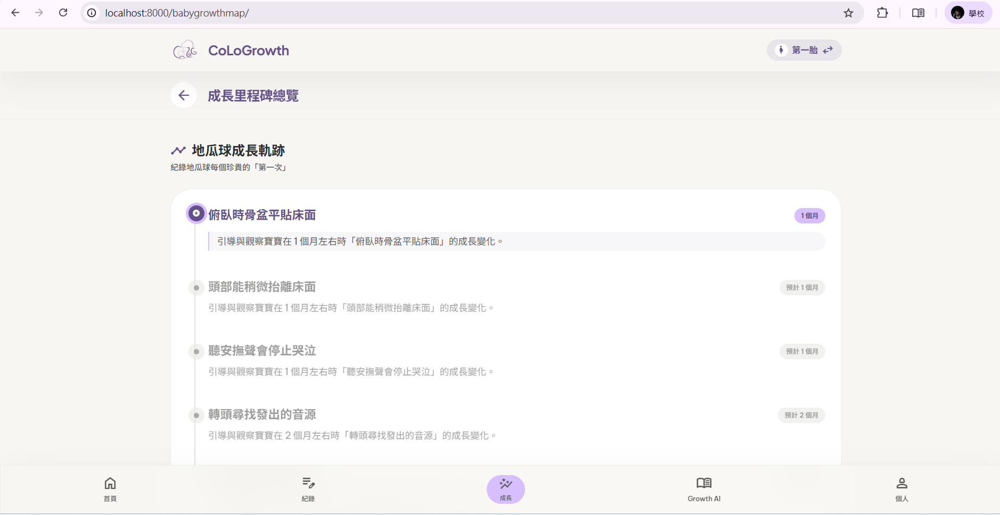 localhost:8000/babygrowthmap/
學校
CoLoGrowth
第一胎
成長里程碑總覽
地瓜球成長軌跡
紀錄地瓜球每個珍貴的「第一次」
俯臥時骨盆平貼床面
1 個月
引導與觀察寶寶在 1 個月左右時「俯臥時骨盆平貼床面」的成長變化。
頭部能稍微抬離床面
預計 1 個月
引導與觀察寶寶在 1 個月左右時「頭部能稍微抬離床面」的成長變化。
聽安撫聲會停止哭泣
預計 1 個月
引導與觀察寶寶在 1 個月左右時「聽安撫聲會停止哭泣」的成長變化。
轉頭尋找發出的音源
預計 2 個月
引導與觀察寶寶在 2 個月左右時「轉頭尋找發出的音源」的成長變化。
首頁
紀錄
成長
Growth AI
個人